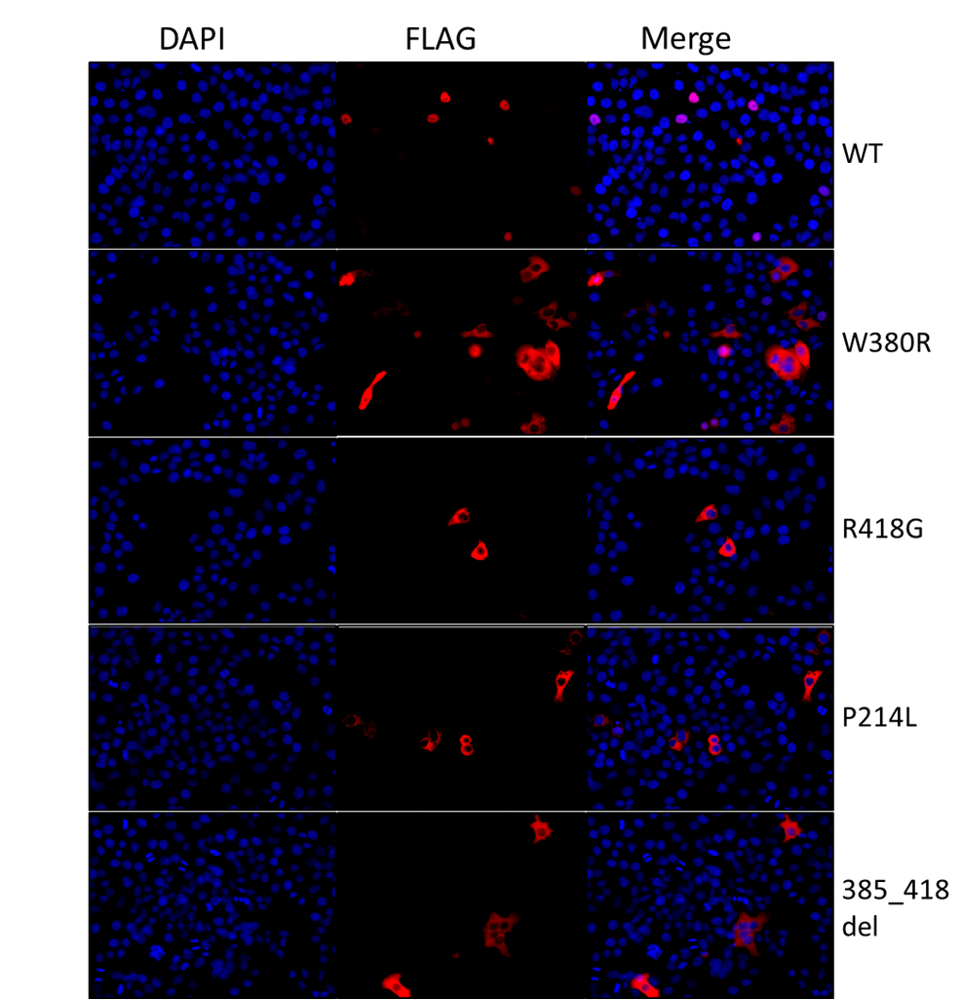 DAPI FLAG Merge
WT
W380R
R418G
P214L
385_418
del